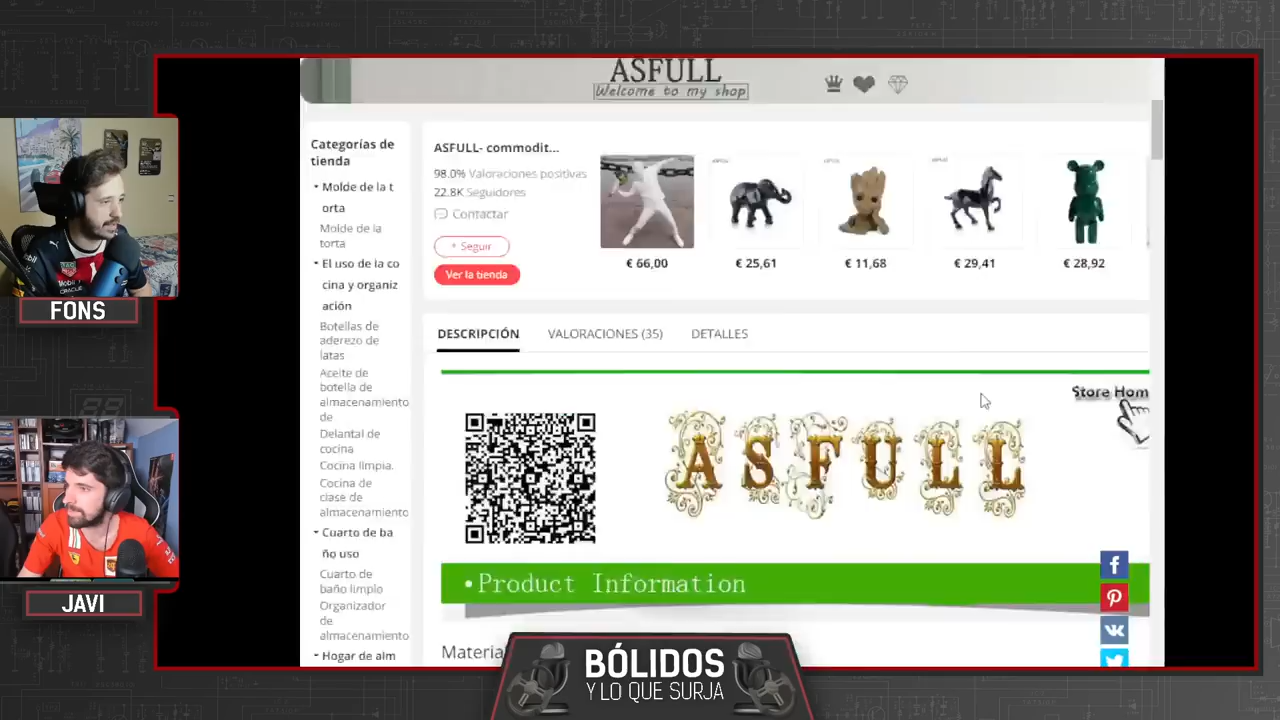 ASFULL
Welcome to my shop
Categorías de
tienda
Molde de la t
orta
Molde de la
torta
El uso de la co
cina y organiz
ación
Botellas de
aderezo de
latas
Aceite de
botella de
almacenamiento
de
Delantal de
cocina
Cocina limpia.
Cocina de
clase de
almacenamiento
Cuarto de ba
ño uso
Cuarto de
baño limpio
Organizador
de
almacenamiento
Hogar de alm
ASFULL- commodit...
98.0% Valoraciones positivas
22.8K Seguidores
Contactar
+ Seguir
Ver la tienda
€ 66,00
€ 25,61
€ 11,68
€ 29,41
€ 28,92
DESCRIPCIÓN
VALORACIONES (35)
DETALLES
Store Hom
ASFULL
•Product Information
Materia
FONS
JAVI
BÓLIDOS
Y LO QUE SURJA